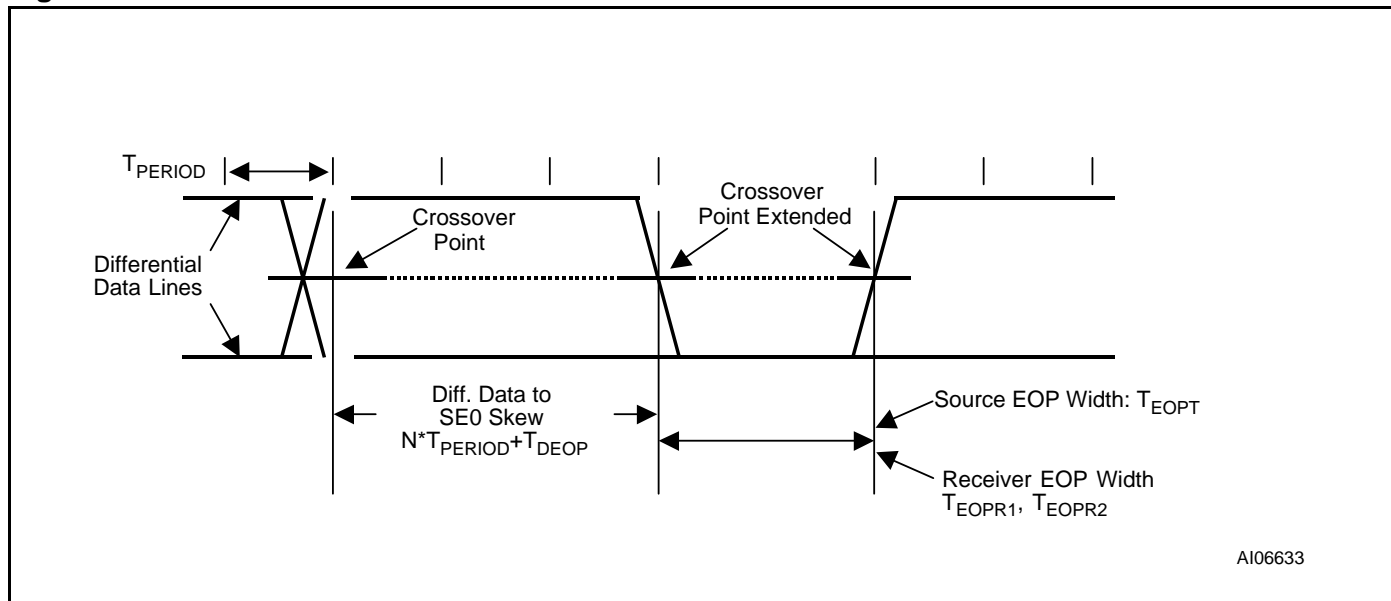 TPERIOD
Crossover
Point
Crossover
Point Extended
Differential
Data Lines
Diff. Data to
SE0 Skew
N*TPERIOD+TDEOP
Source EOP Width: TEOPT
Receiver EOP Width
TEOPR1, TEOPR2
AI06633